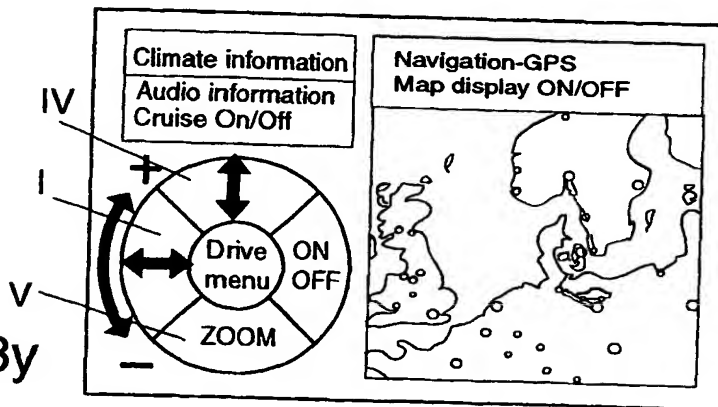 Climate information
Audio information
Cruise On/Off
Navigation-GPS
Map display ON/OFF
IV
+
I
Drive
menu
ON
OFF
V
ZOOM
−
3y